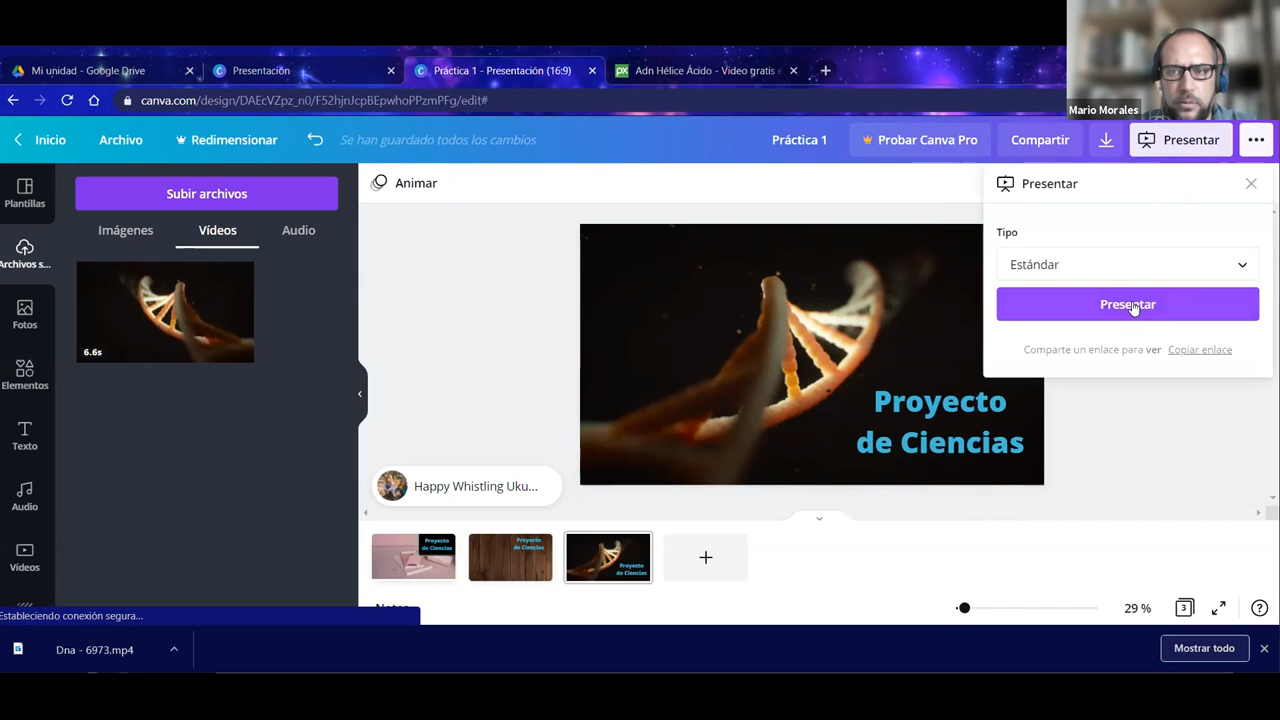 Mi unidad - Google Drive
Presentación
Práctica 1 - Presentación (16:9)
Adn Hélice Ácido - Video gratis e
Mario Morales
canva.com/design/DAEcVZpz_n0/F52hjnJcpBEpwhoPPzmPFg/edit#
Inicio
Archivo
Redimensionar
Se han guardado todos los cambios
Práctica 1
Probar Canva Pro
Compartir
Presentar
Plantillas
Archivos s...
Fotos
Elementos
Texto
Audio
Vídeos
Subir archivos
Imágenes
Vídeos
Audio
6.6s
Animar
Presentar
Tipo
Estándar
Presentar
Comparte un enlace para ver Copiar enlace
Proyecto
de Ciencias
Happy Whistling Uku...
Proyecto
de Ciencias
Proyecto
de Ciencias
Proyecto
de Ciencias
29 %
3
Estableciendo conexión segura...
Dna - 6973.mp4
Mostrar todo